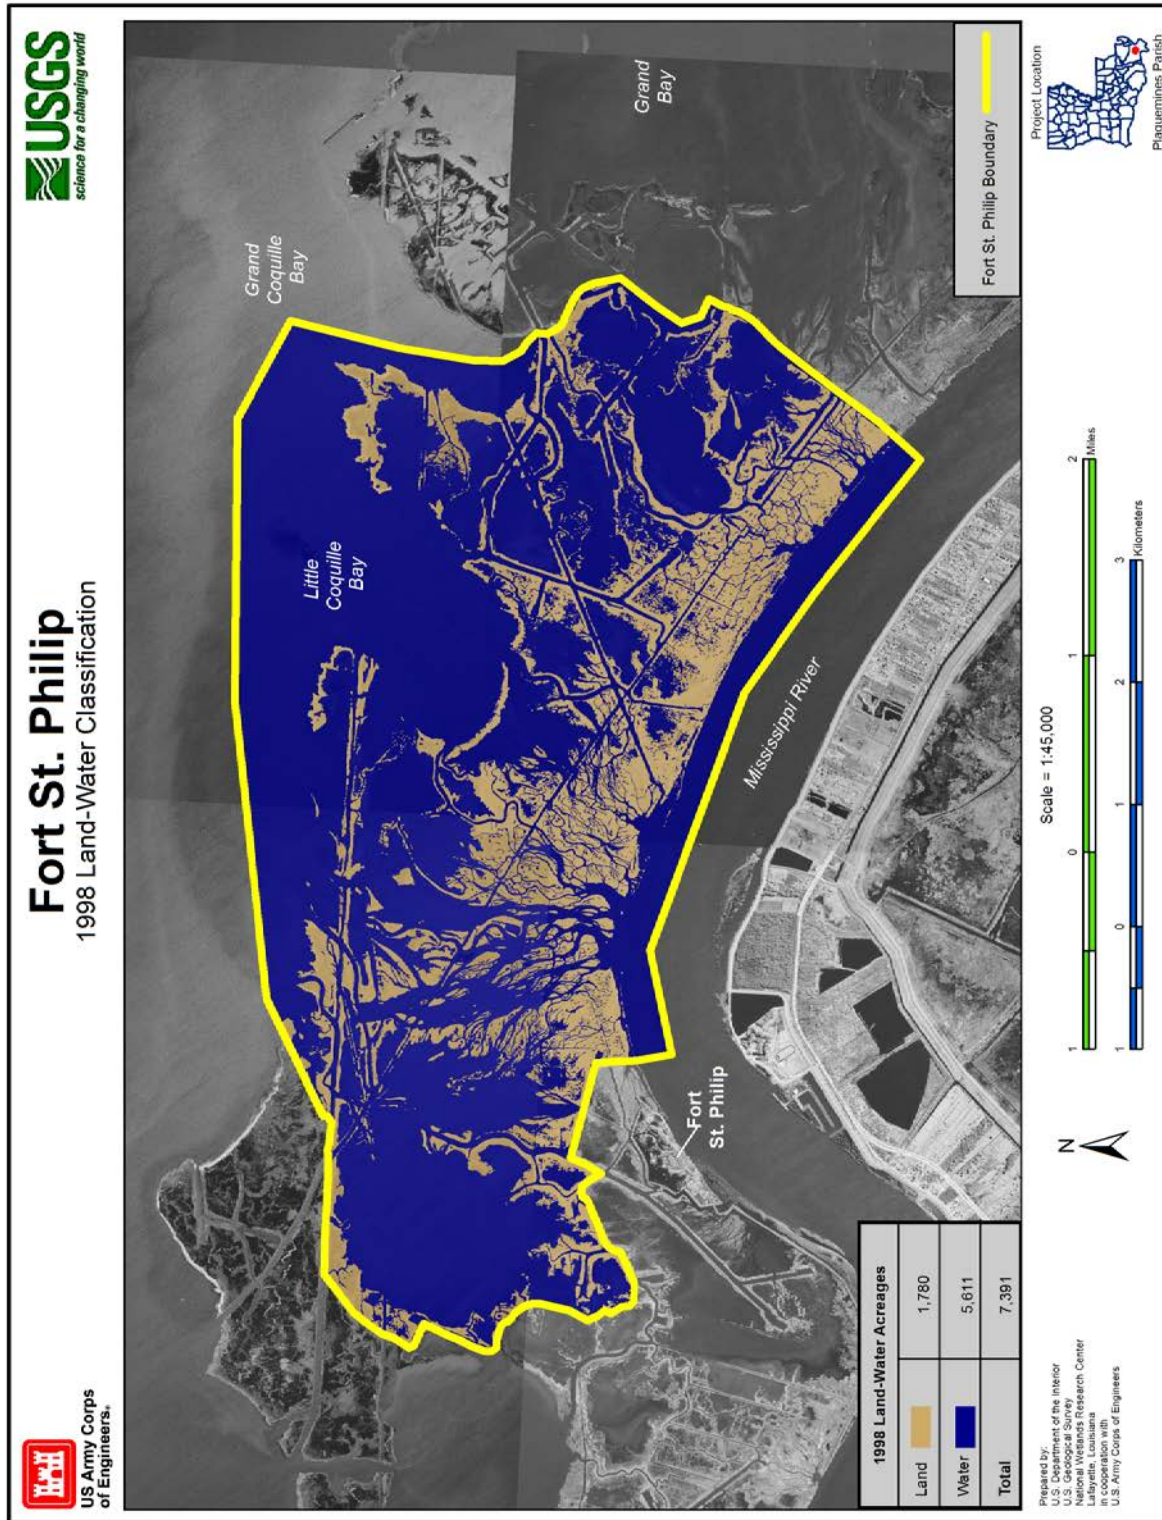 US Army Corps
of Engineers®
Fort St. Philip
1998 Land-Water Classification
USGS
science for a changing world
Grand
Coquille
Bay
Grand
Bay
Little
Coquille
Bay
Mississippi River
Fort
St. Philip
Fort St. Philip Boundary
1998 Land-Water Acreages
Land 1,780
Water 5,611
Total 7,391
Prepared by:
U.S. Department of the Interior
U.S. Geological Survey
National Wetlands Research Center
Lafayette, Louisiana
in cooperation with
U.S. Army Corps of Engineers
N
Scale = 1:45,000
1 0 1 2
Miles
1 0 1 2 3
Kilometers
Project Location
Plaquemines Parish